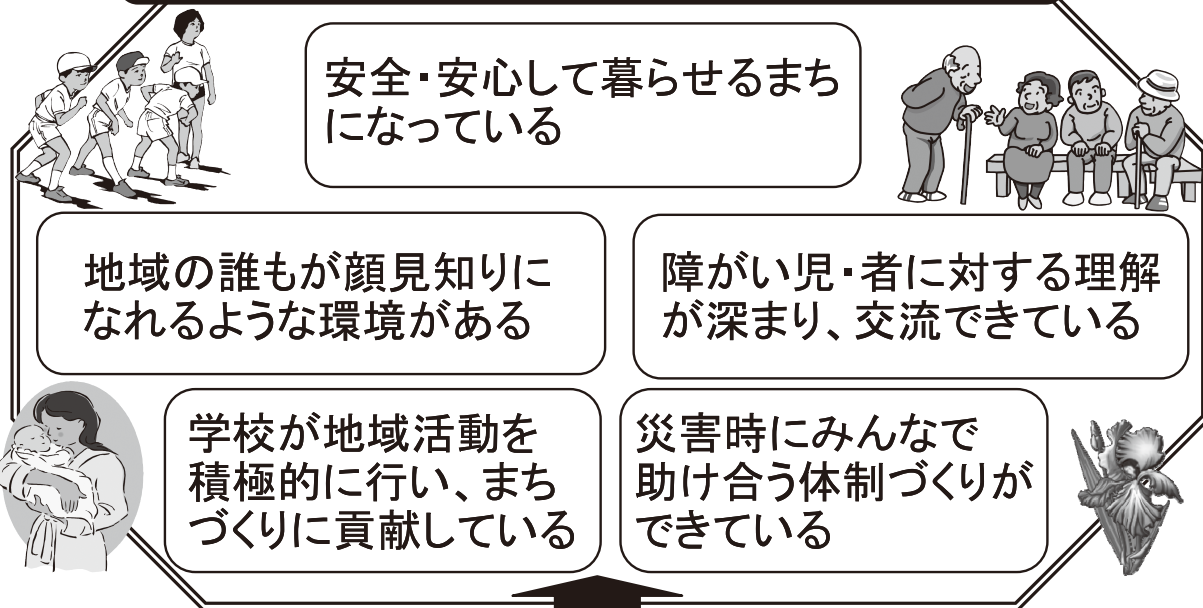 安全・安心して暮らせるまち
になっている
地域の誰もが顔見知りに
なれるような環境がある
障がい児・者に対する理解
が深まり、交流できている
学校が地域活動を
積極的に行い、まち
づくりに貢献している
災害時にみんなで
助け合う体制づくりが
できている